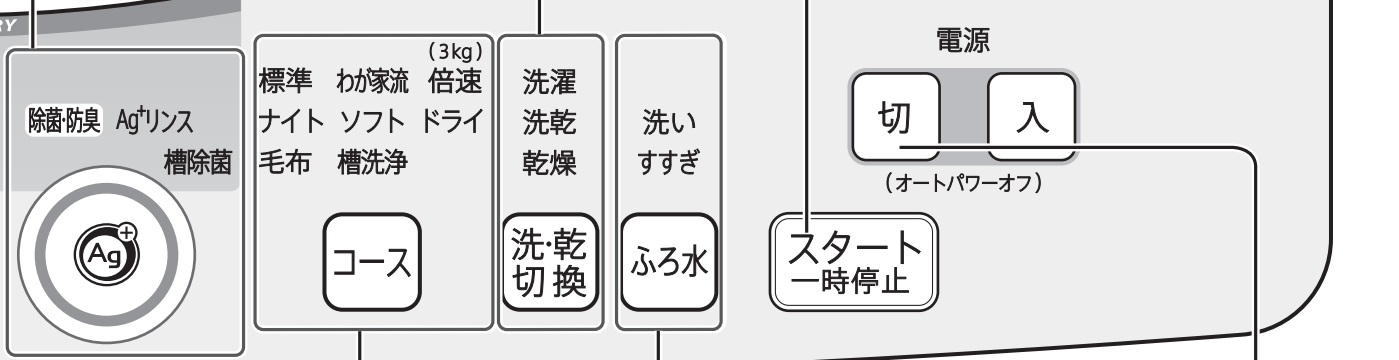 RY
除菌・防臭 Ag⁺リンス
槽除菌
Ag⊕
(3kg)
標準 わが家流 倍速
ナイト ソフト ドライ
毛布 槽洗浄
コース
洗濯
洗乾
乾燥
洗・乾
切換
洗い
すすぎ
ふろ水
電源
切 入
(オートパワーオフ)
スタート
一時停止